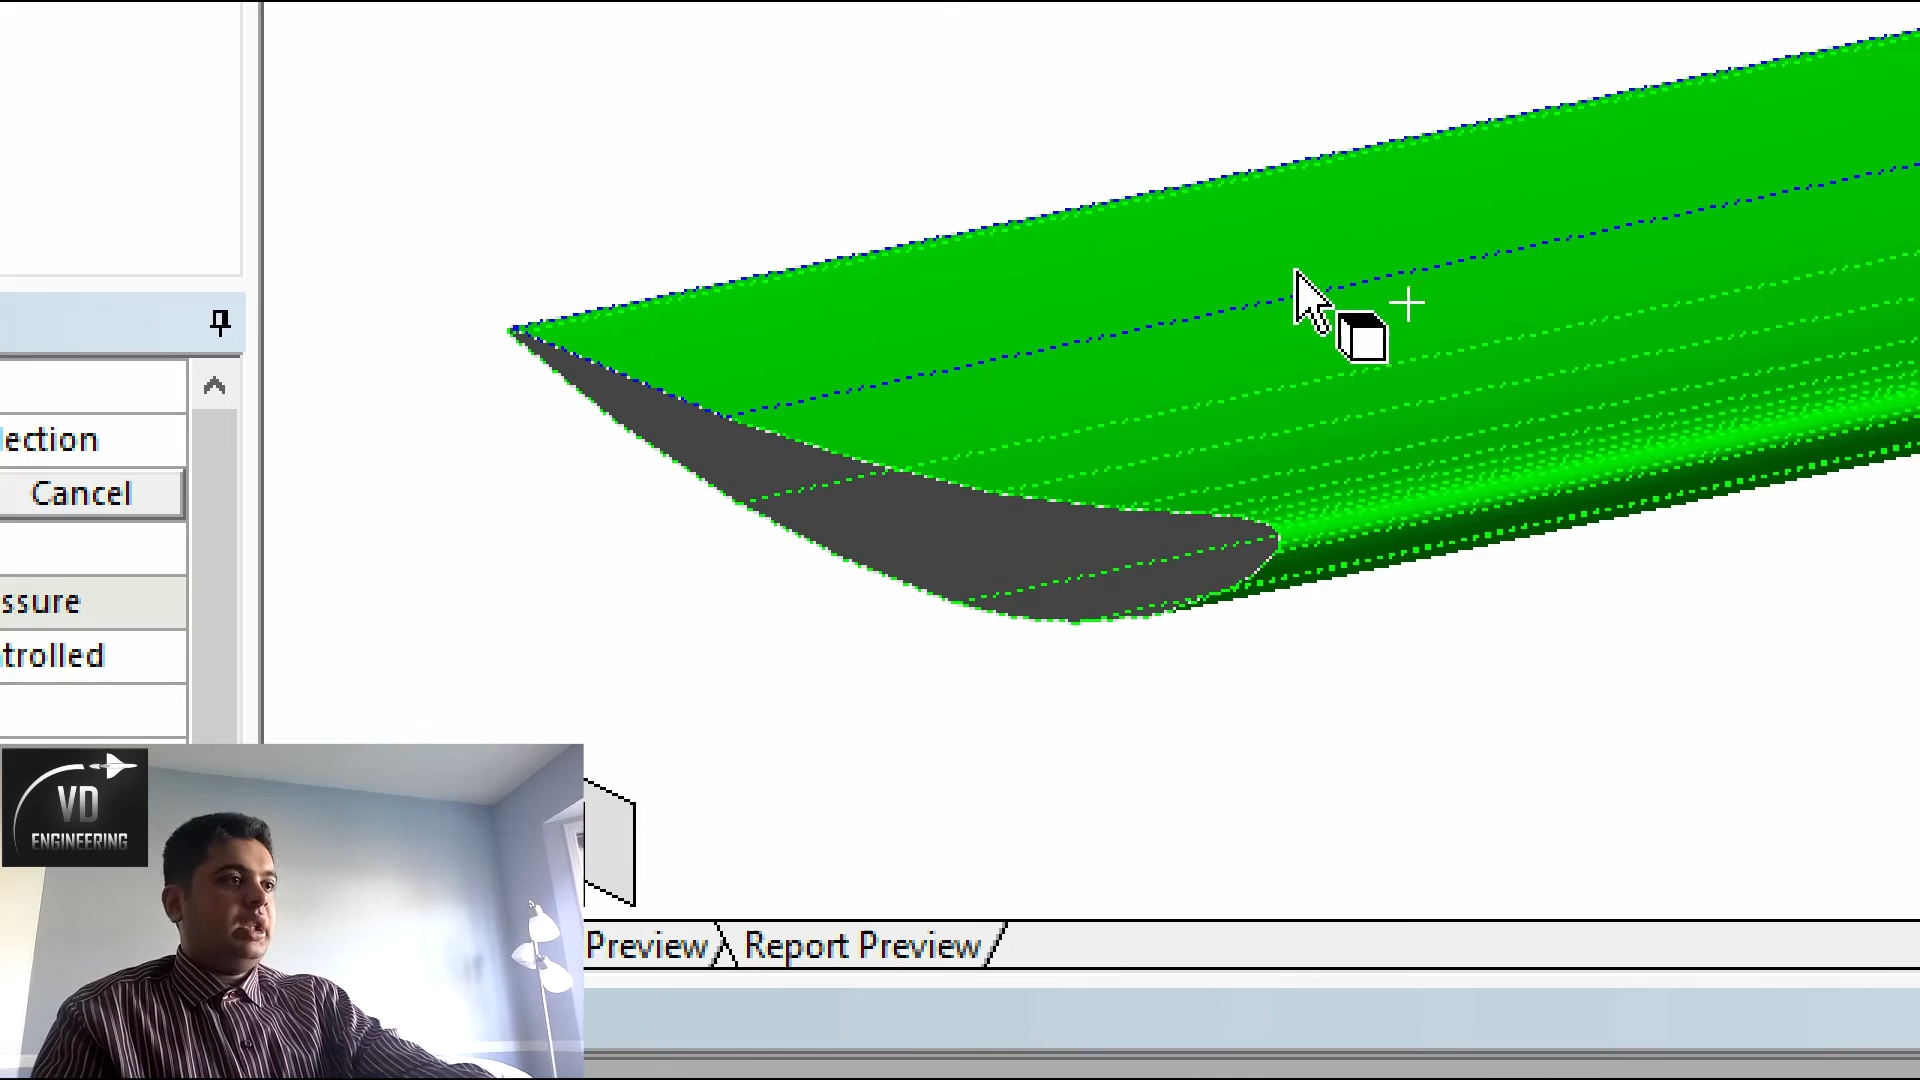 lection
Cancel
ssure
trolled
VD
ENGINEERING
Preview
Report Preview